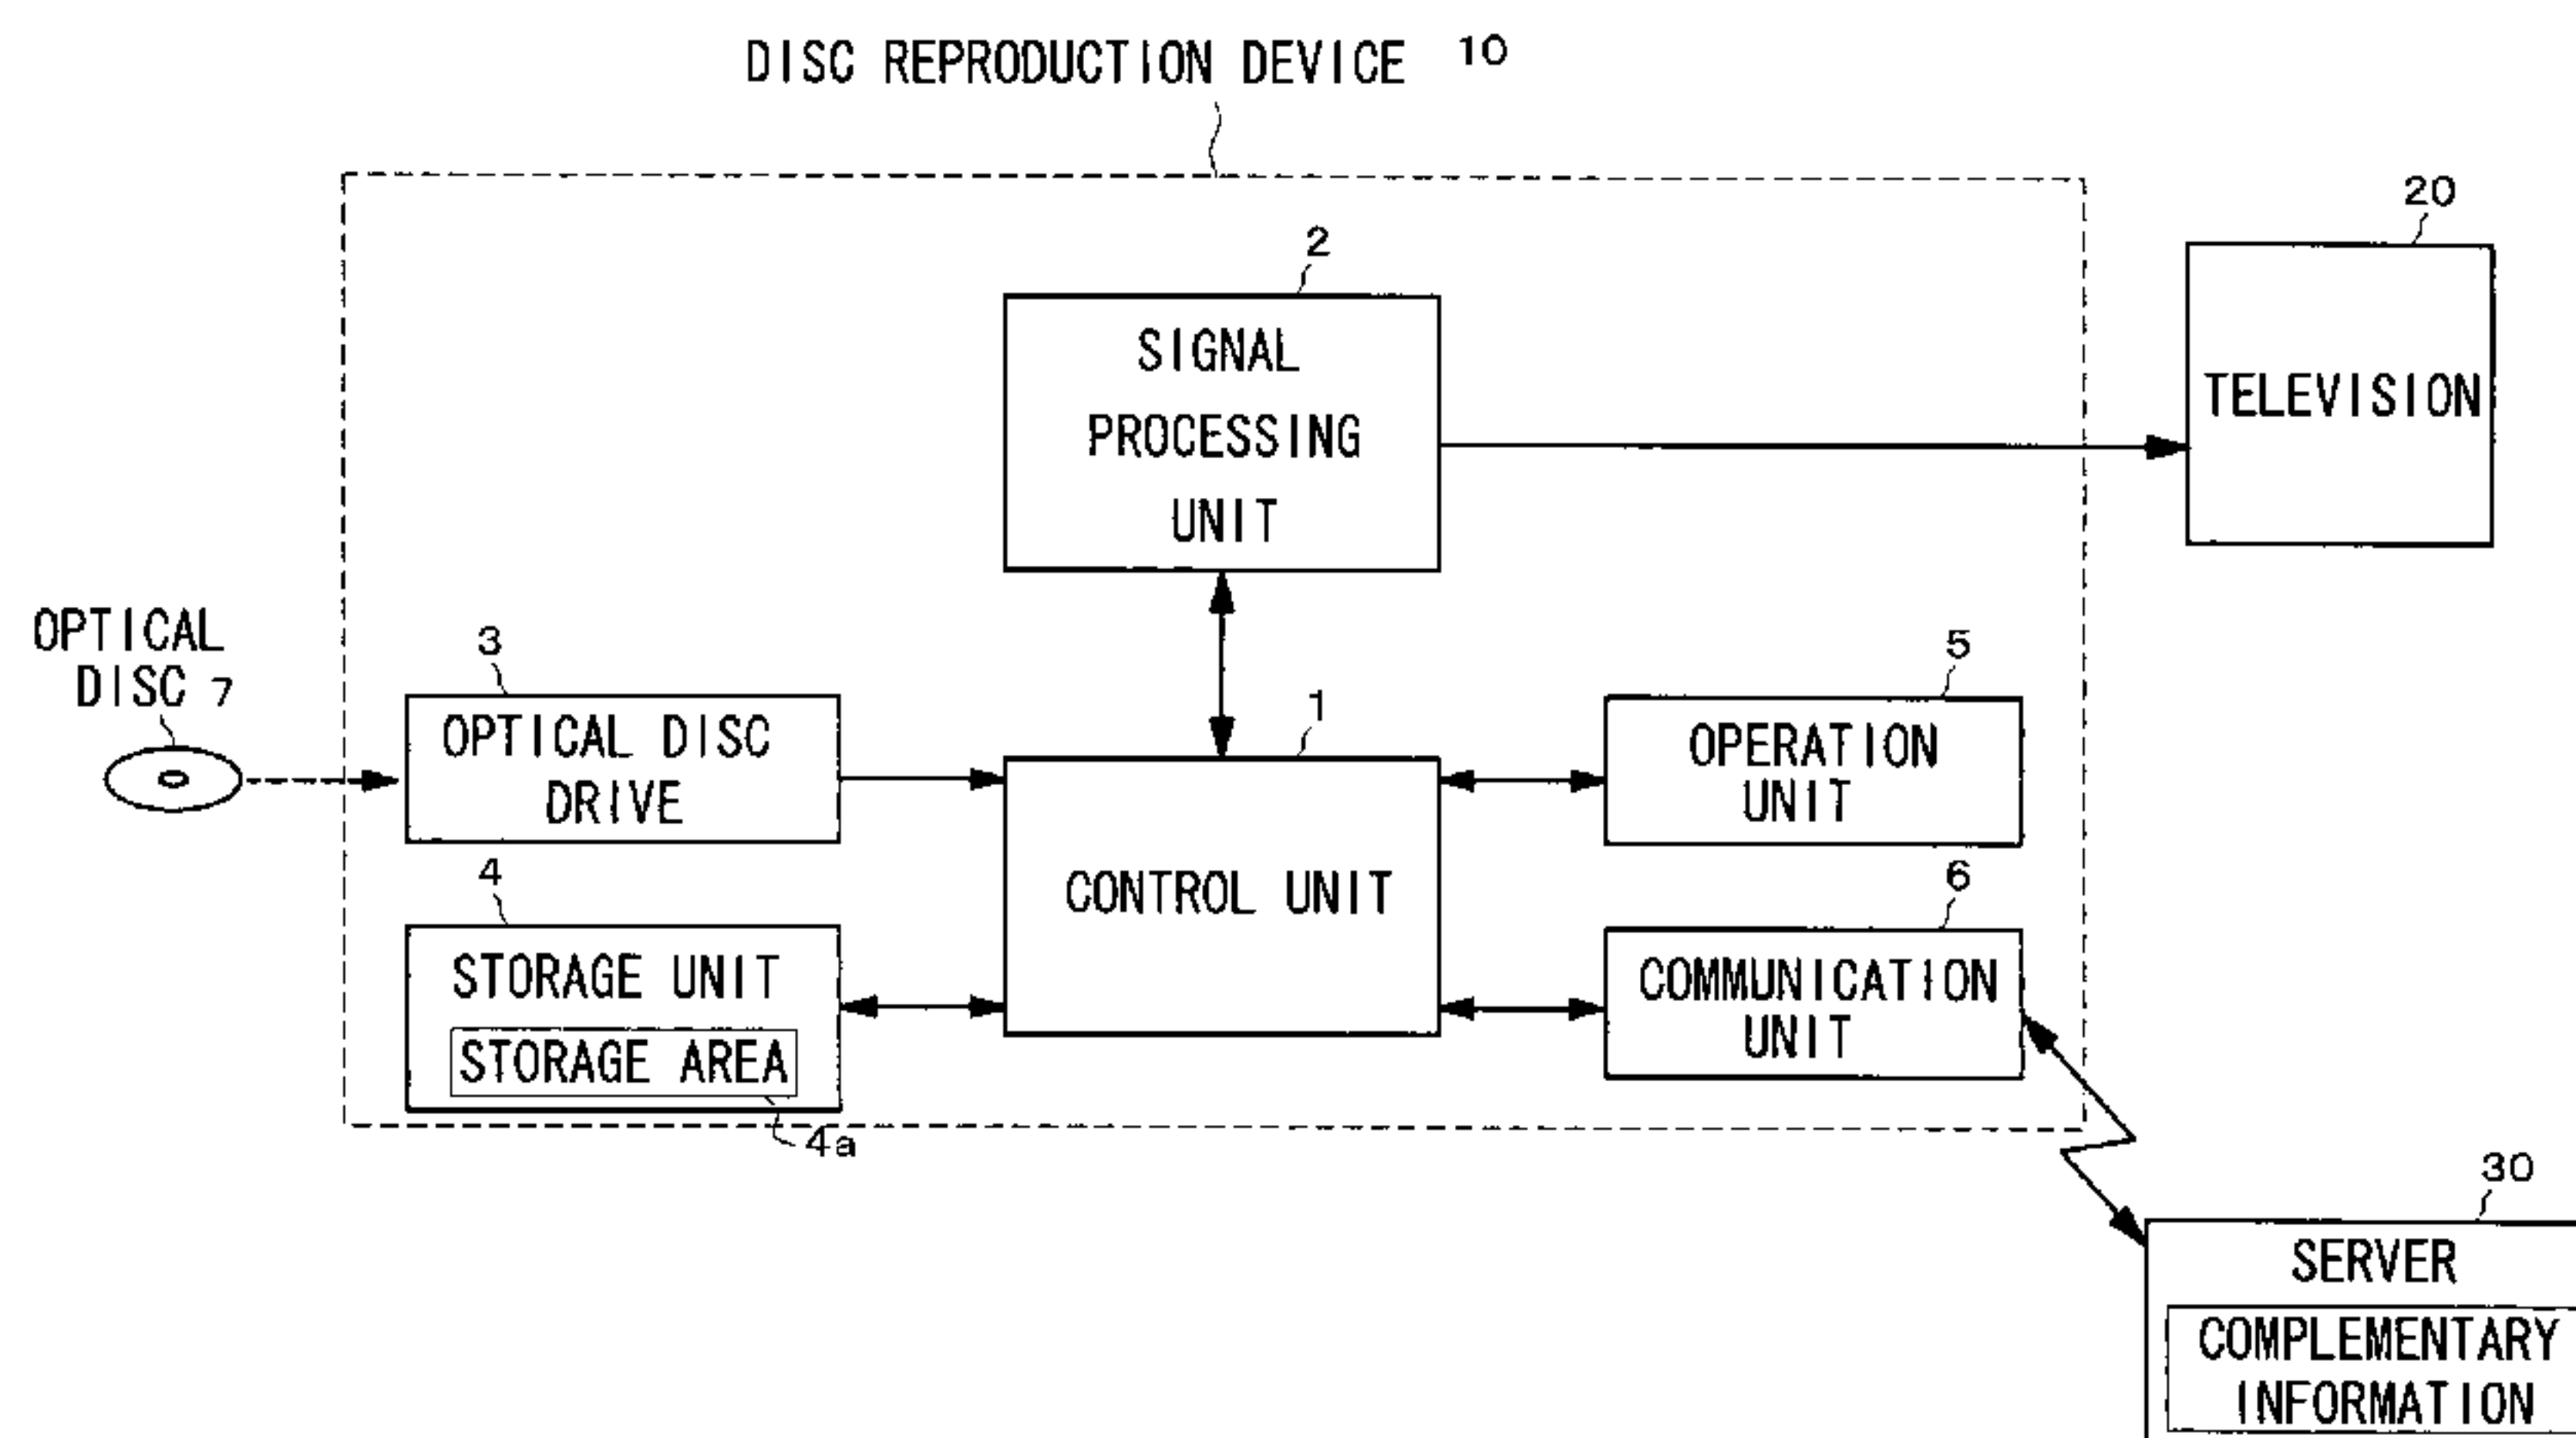 DISC REPRODUCTION DEVICE 10
20
2
SIGNAL
PROCESSING
UNIT
TELEVISION
OPTICAL
DISC 7
3
OPTICAL DISC
DRIVE
1
CONTROL UNIT
5
OPERATION
UNIT
4
STORAGE UNIT
STORAGE AREA
4a
6
COMMUNICATION
UNIT
30
SERVER
COMPLEMENTARY
INFORMATION